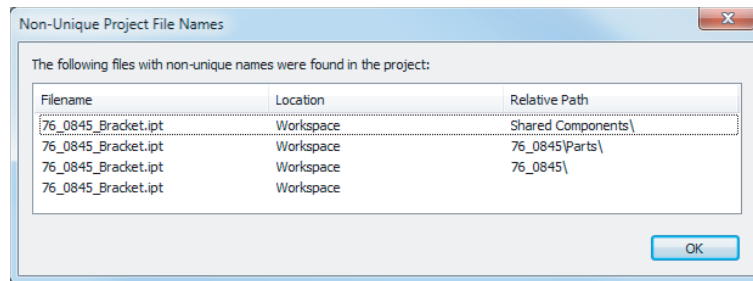 Non-Unique Project File Names
The following files with non-unique names were found in the project:
Filename Location Relative Path
76_0845_Bracket.ipt Workspace Shared Components\
76_0845_Bracket.ipt Workspace 76_0845\Parts\
76_0845_Bracket.ipt Workspace 76_0845\
76_0845_Bracket.ipt Workspace
OK